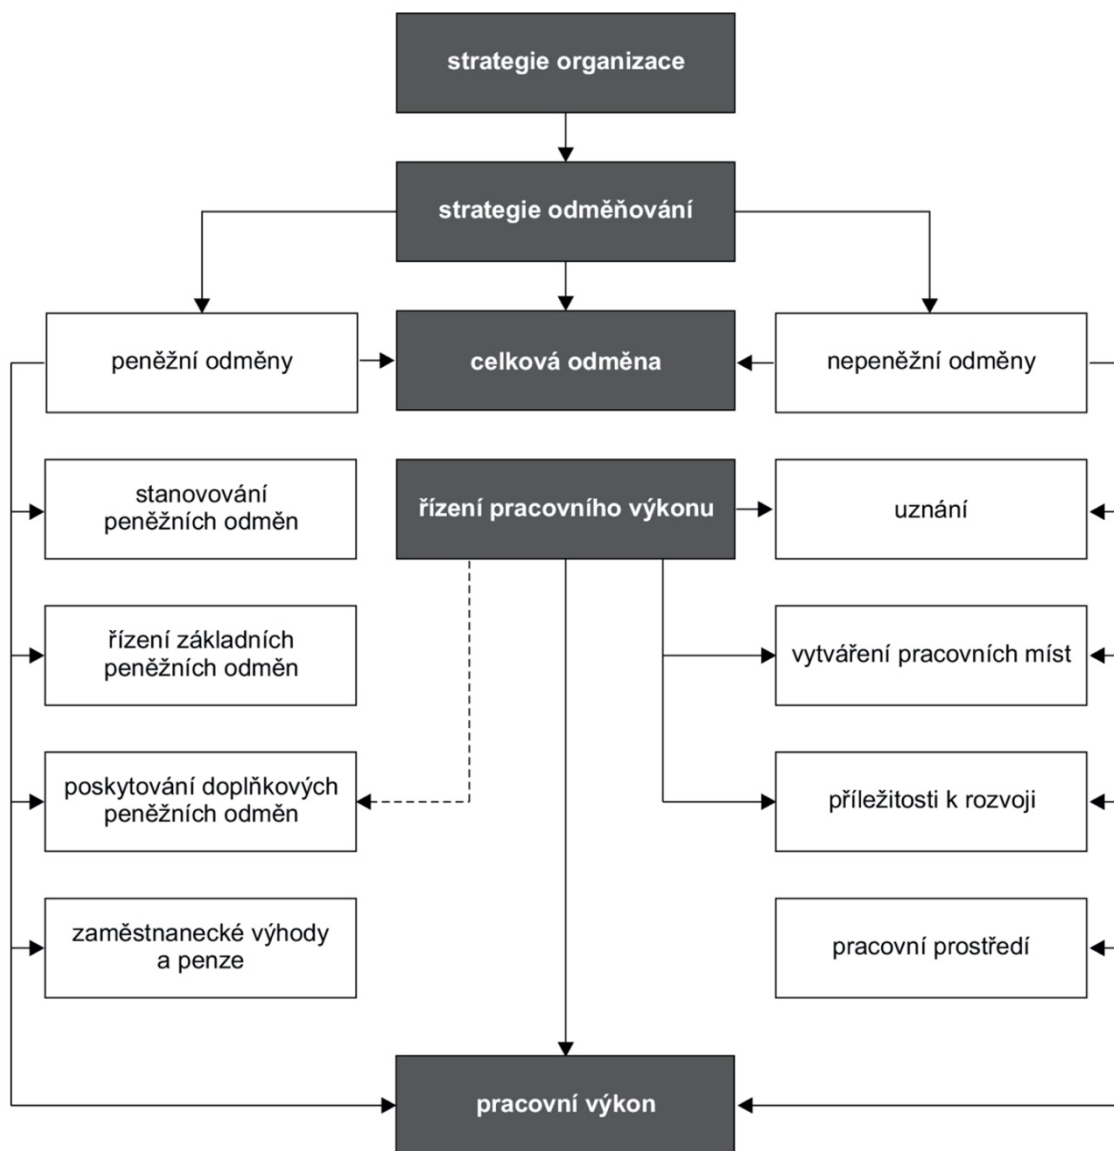 strategie organizace
strategie odměňování
peněžní odměny
celková odměna
nepeněžní odměny
stanovování
peněžních odměn
řízení pracovního výkonu
uznání
řízení základních
peněžních odměn
vytváření pracovních míst
poskytování doplňkových
peněžních odměn
příležitosti k rozvoji
zaměstnanecké výhody
a penze
pracovní prostředí
pracovní výkon